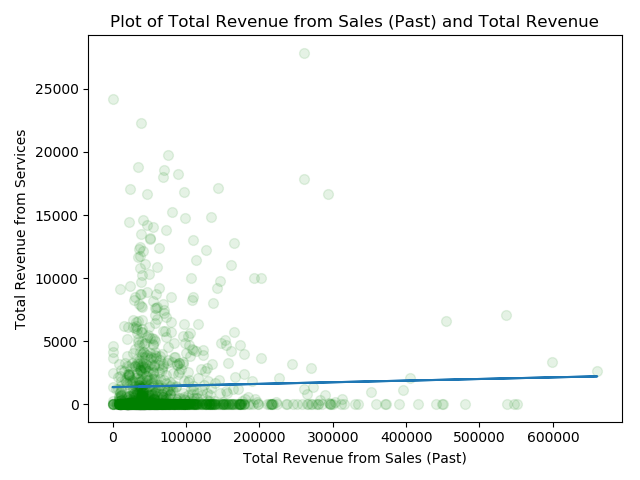 Plot of Total Revenue from Sales (Past) and Total Revenue
Total Revenue from Services
25000
20000
15000
10000
5000
0
0 100000 200000 300000 400000 500000 600000
Total Revenue from Sales (Past)